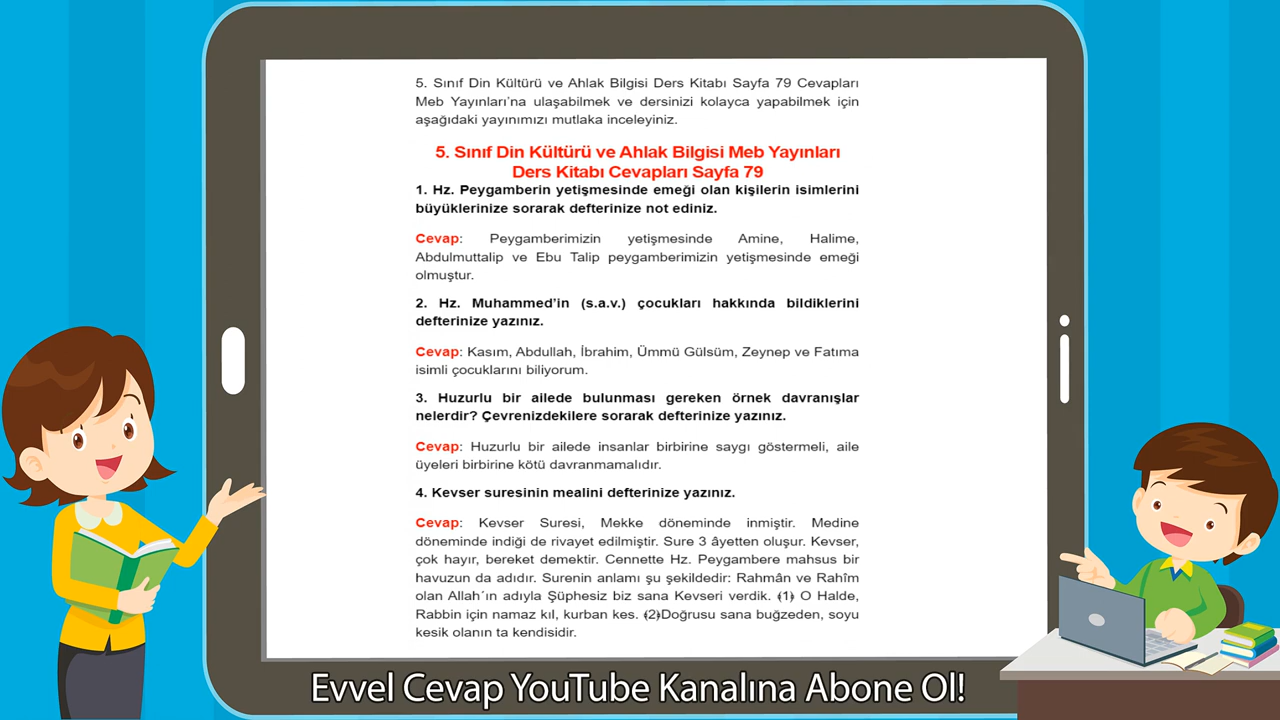 5. Sınıf Din Kültürü ve Ahlak Bilgisi Ders Kitabı Sayfa 79 Cevapları
Meb Yayınları’na ulaşabilmek ve dersinizi kolayca yapabilmek için
aşağıdaki yayınımızı mutlaka inceleyiniz.
5. Sınıf Din Kültürü ve Ahlak Bilgisi Meb Yayınları
Ders Kitabı Cevapları Sayfa 79
1. Hz. Peygamberin yetişmesinde emeği olan kişilerin isimlerini
büyüklerinize sorarak defterinize not ediniz.
Cevap: Peygamberimizin yetişmesinde Amine, Halime,
Abdulmuttalip ve Ebu Talip peygamberimizin yetişmesinde emeği
olmuştur.
2. Hz. Muhammed’in (s.a.v.) çocukları hakkında bildiklerini
defterinize yazınız.
Cevap: Kasım, Abdullah, İbrahim, Ümmü Gülsüm, Zeynep ve Fatıma
isimli çocuklarını biliyorum.
3. Huzurlu bir ailede bulunması gereken örnek davranışlar
nelerdir? Çevrenizdekilere sorarak defterinize yazınız.
Cevap: Huzurlu bir ailede insanlar birbirine saygı göstermeli, aile
üyeleri birbirine kötü davranmamalıdır.
4. Kevser suresinin mealini defterinize yazınız.
Cevap: Kevser Suresi, Mekke döneminde inmiştir. Medine
döneminde indiği de rivayet edilmiştir. Sure 3 âyetten oluşur. Kevser,
çok hayır, bereket demektir. Cennette Hz. Peygambere mahsus bir
havuzun da adıdır. Surenin anlamı şu şekildedir: Rahmân ve Rahîm
olan Allah´ın adıyla Şüphesiz biz sana Kevseri verdik. ﴾1﴿ O Halde,
Rabbin için namaz kıl, kurban kes. ﴾2﴿Doğrusu sana buğzeden, soyu
kesik olanın ta kendisidir.
Evvel Cevap YouTube Kanalına Abone Ol!